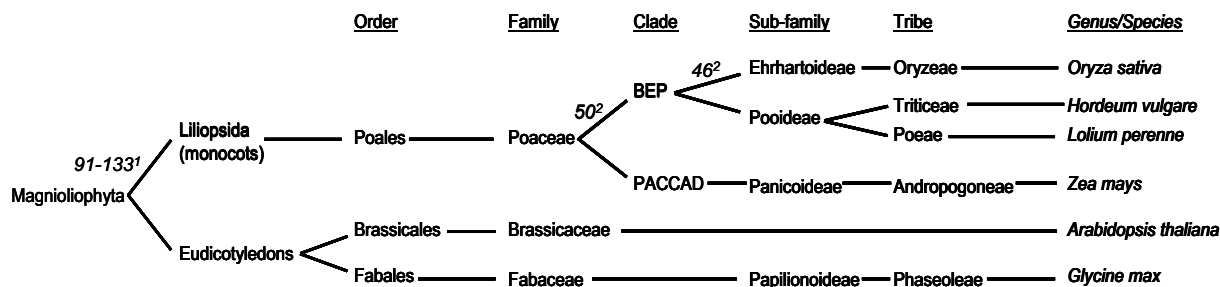 Order Family Clade Sub-family Tribe Genus/Species
46² Ehrhartoideae Oryzeae Oryza sativa
50² BEP
Pooideae Triticeae Hordeum vulgare
Liliopsida
(monocots) Poales Poaceae Poeae Lolium perenne
91-133¹
Magnioliophyta PACCAD Panicoideae Andropogoneae Zea mays
Brassicales Brassicaceae Arabidopsis thaliana
Eudicotyledons
Fabales Fabaceae Papilionoideae Phaseoleae Glycine max